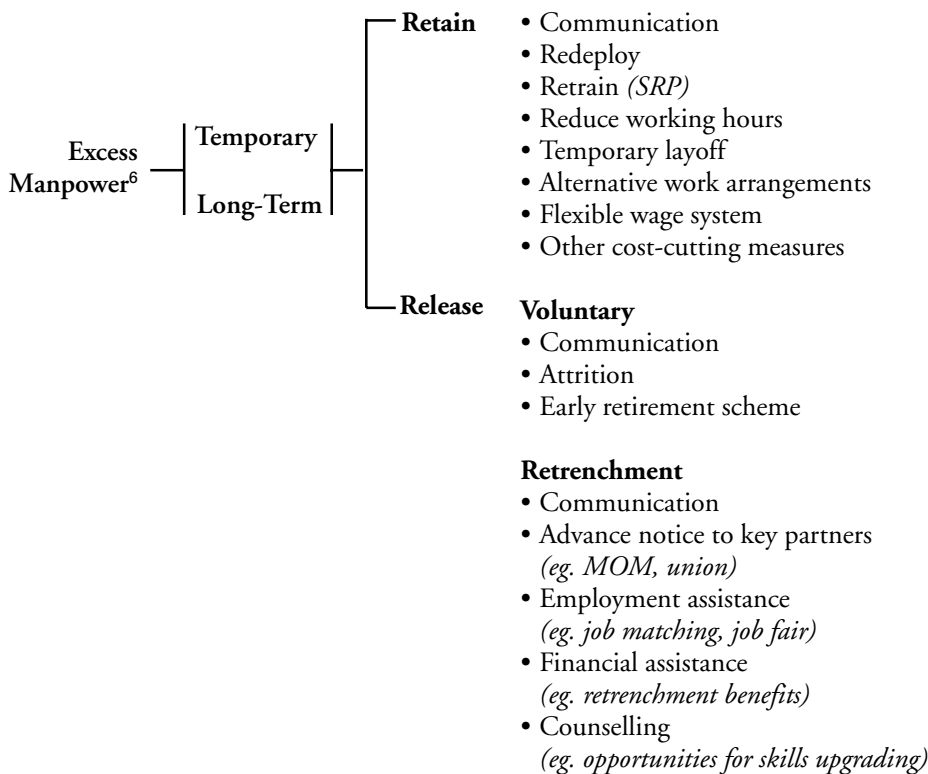 Excess
Manpower⁶
Temporary
Long-Term
Retain
• Communication
• Redeploy
• Retrain (SRP)
• Reduce working hours
• Temporary layoff
• Alternative work arrangements
• Flexible wage system
• Other cost-cutting measures
Release
Voluntary
• Communication
• Attrition
• Early retirement scheme
Retrenchment
• Communication
• Advance notice to key partners
(eg. MOM, union)
• Employment assistance
(eg. job matching, job fair)
• Financial assistance
(eg. retrenchment benefits)
• Counselling
(eg. opportunities for skills upgrading)